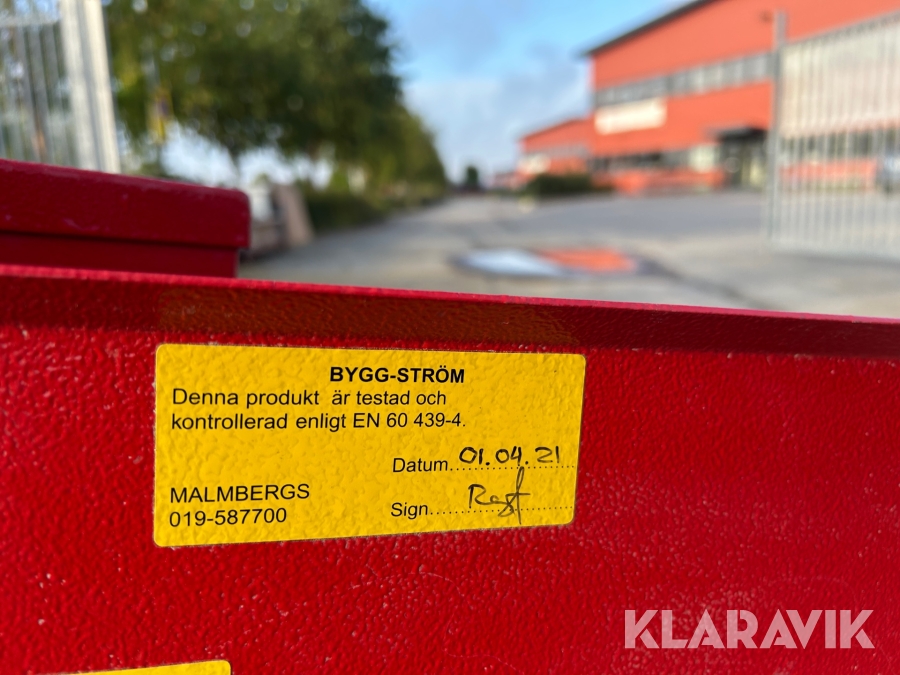 BYGG-STRÖM
Denna produkt är testad och
kontrollerad enligt EN 60 439-4.
Datum 01.04.21
MALMBERGS
019-587700
Sign.
KLARAVIK